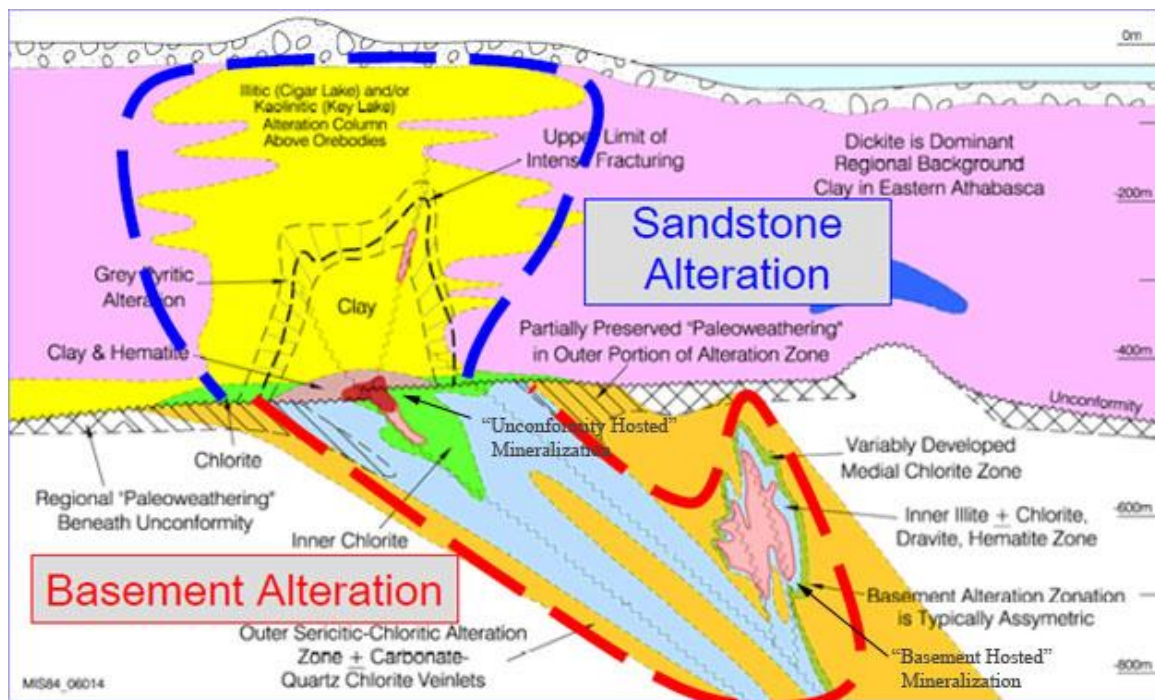 0m
Illitic (Cigar Lake) and/or
Kaolinitic (Key Lake)
Alteration Column
Above Orebodies
Upper Limit of
Intense Fracturing
Dickite is Dominant
Regional Background
Clay in Eastern Athabasca
-200m
Sandstone
Alteration
Grey Pyritic
Alteration
Clay
Partially Preserved "Paleoweathering"
in Outer Portion of Alteration Zone
Clay & Hematite
-400m
Unconformity
"Unconformity Hosted"
Mineralization
Chlorite
Variably Developed
Medial Chlorite Zone
Regional "Paleoweathering"
Beneath Unconformity
-600m
Inner Illite + Chlorite,
Dravite, Hematite Zone
Inner Chlorite
Basement Alteration
Basement Alteration Zonation
is Typically Assymetric
Outer Sericitic-Chloritic Alteration
Zone + Carbonate-
Quartz Chlorite Veinlets
"Basement Hosted"
Mineralization
-800m
MIS84_06014